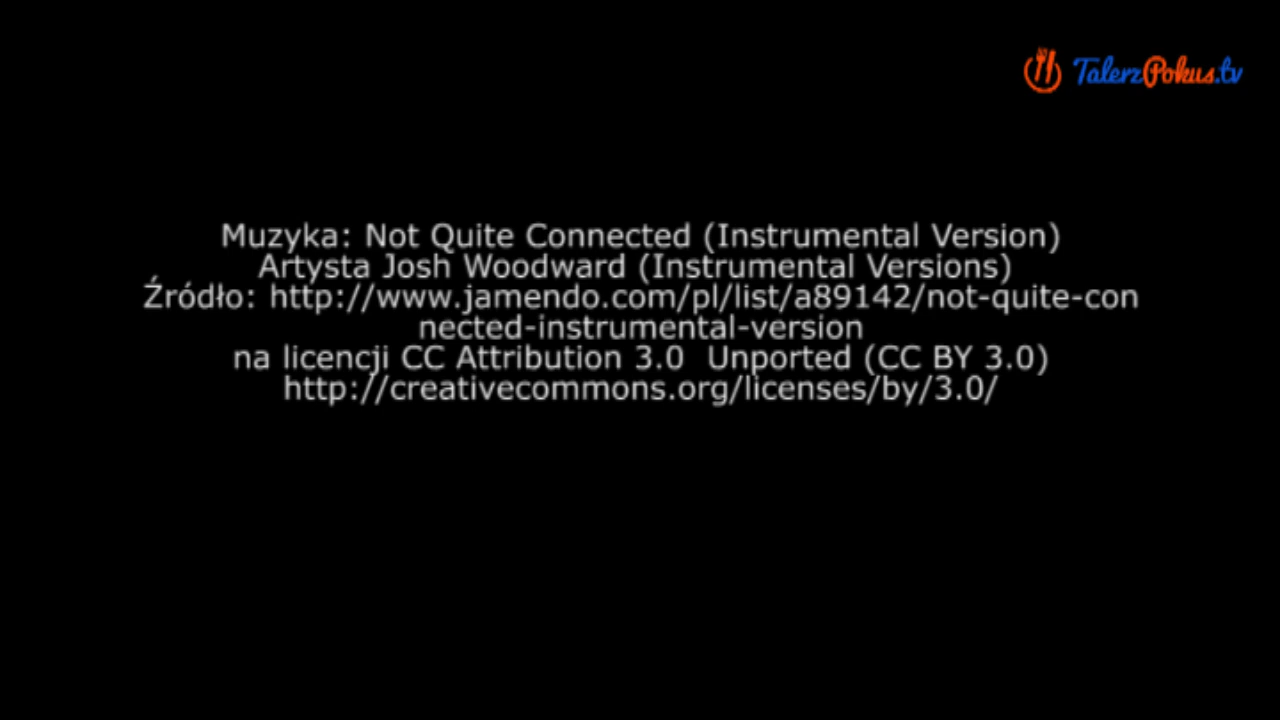 TalerzPokus.tv
Muzyka: Not Quite Connected (Instrumental Version)
Artysta Josh Woodward (Instrumental Versions)
Źródło: http://www.jamendo.com/pl/list/a89142/not-quite-con
nected-instrumental-version
na licencji CC Attribution 3.0  Unported (CC BY 3.0)
http://creativecommons.org/licenses/by/3.0/